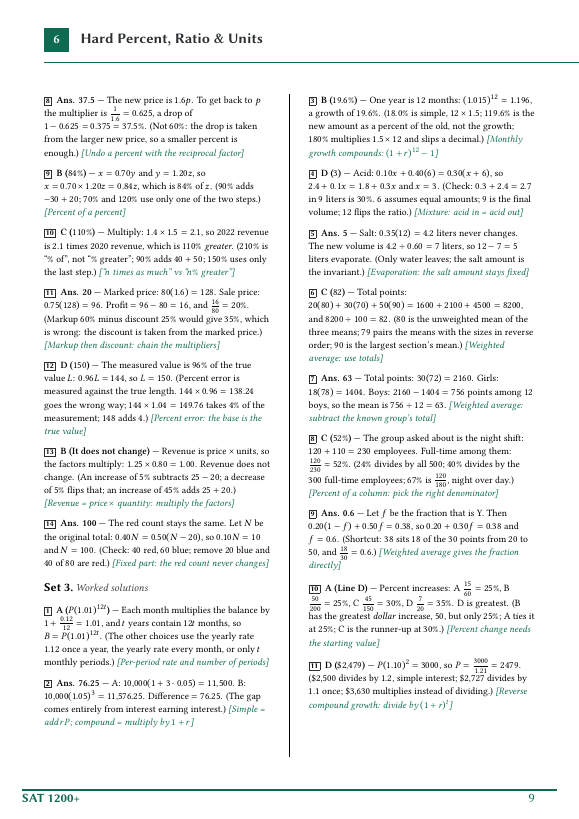 6 Hard Percent, Ratio & Units
8 Ans. 37.5 — The new price is 1.6p. To get back to p
the multiplier is 1/1.6 = 0.625, a drop of
1 − 0.625 = 0.375 = 37.5%. (Not 60%: the drop is taken
from the larger new price, so a smaller percent is
enough.) [Undo a percent with the reciprocal factor]
9 B (84%) — x = 0.70y and y = 1.20z, so
x = 0.70 × 1.20z = 0.84z, which is 84% of z. (90% adds
−30 + 20; 70% and 120% use only one of the two steps.)
[Percent of a percent]
10 C (110%) — Multiply: 1.4 × 1.5 = 2.1, so 2022 revenue
is 2.1 times 2020 revenue, which is 110% greater. (210% is
“% of”, not “% greater”; 90% adds 40 + 50; 150% uses only
the last step.) [“n times as much” vs “n% greater”]
11 Ans. 20 — Marked price: 80(1.6) = 128. Sale price:
0.75(128) = 96. Profit = 96 − 80 = 16, and 16/80 = 20%.
(Markup 60% minus discount 25% would give 35%, which
is wrong: the discount is taken from the marked price.)
[Markup then discount: chain the multipliers]
12 D (150) — The measured value is 96% of the true
value L: 0.96L = 144, so L = 150. (Percent error is
measured against the true length. 144 × 0.96 = 138.24
goes the wrong way; 144 × 1.04 = 149.76 takes 4% of the
measurement; 148 adds 4.) [Percent error: the base is the
true value]
13 B (It does not change) — Revenue is price × units, so
the factors multiply: 1.25 × 0.80 = 1.00. Revenue does not
change. (An increase of 5% subtracts 25 − 20; a decrease
of 5% flips that; an increase of 45% adds 25 + 20.)
[Revenue = price × quantity: multiply the factors]
14 Ans. 100 — The red count stays the same. Let N be
the original total: 0.40N = 0.50(N − 20), so 0.10N = 10
and N = 100. (Check: 40 red, 60 blue; remove 20 blue and
40 of 80 are red.) [Fixed part: the red count never changes]
Set 3. Worked solutions
1 A (P(1.01)^12t) — Each month multiplies the balance by
1 + 0.12/12 = 1.01, and t years contain 12t months, so
B = P(1.01)^12t. (The other choices use the yearly rate
1.12 once a year, the yearly rate every month, or only t
monthly periods.) [Per-period rate and number of periods]
2 Ans. 76.25 — A: 10,000(1 + 3 · 0.05) = 11,500. B:
10,000(1.05)^3 = 11,576.25. Difference = 76.25. (The gap
comes entirely from interest earning interest.) [Simple =
add rP; compound = multiply by 1 + r]
3 B (19.6%) — One year is 12 months: (1.015)^12 = 1.196,
a growth of 19.6%. (18.0% is simple, 12 × 1.5; 119.6% is the
new amount as a percent of the old, not the growth;
180% multiplies 1.5 × 12 and slips a decimal.) [Monthly
growth compounds: (1 + r)^12 − 1]
4 D (3) — Acid: 0.10x + 0.40(6) = 0.30(x + 6), so
2.4 + 0.1x = 1.8 + 0.3x and x = 3. (Check: 0.3 + 2.4 = 2.7
in 9 liters is 30%. 6 assumes equal amounts; 9 is the final
volume; 12 flips the ratio.) [Mixture: acid in = acid out]
5 Ans. 5 — Salt: 0.35(12) = 4.2 liters never changes.
The new volume is 4.2 ÷ 0.60 = 7 liters, so 12 − 7 = 5
liters evaporate. (Only water leaves; the salt amount is
the invariant.) [Evaporation: the salt amount stays fixed]
6 C (82) — Total points:
20(80) + 30(70) + 50(90) = 1600 + 2100 + 4500 = 8200,
and 8200 ÷ 100 = 82. (80 is the unweighted mean of the
three means; 79 pairs the means with the sizes in reverse
order; 90 is the largest section’s mean.) [Weighted
average: use totals]
7 Ans. 63 — Total points: 30(72) = 2160. Girls:
18(78) = 1404. Boys: 2160 − 1404 = 756 points among 12
boys, so the mean is 756 ÷ 12 = 63. [Weighted average:
subtract the known group’s total]
8 C (52%) — The group asked about is the night shift:
120 + 110 = 230 employees. Full-time among them:
120/230 = 52%. (24% divides by all 500; 40% divides by the
300 full-time employees; 67% is 120/180, night over day.)
[Percent of a column: pick the right denominator]
9 Ans. 0.6 — Let f be the fraction that is Y. Then
0.20(1 − f) + 0.50f = 0.38, so 0.20 + 0.30f = 0.38 and
f = 0.6. (Shortcut: 38 sits 18 of the 30 points from 20 to
50, and 18/30 = 0.6.) [Weighted average gives the fraction
directly]
10 A (Line D) — Percent increases: A 15/60 = 25%, B
50/200 = 25%, C 45/150 = 30%, D 7/20 = 35%. D is greatest. (B
has the greatest dollar increase, 50, but only 25%; A ties it
at 25%; C is the runner-up at 30%.) [Percent change needs
the starting value]
11 D ($2,479) — P(1.10)^2 = 3000, so P = 3000/1.21 = 2479.
($2,500 divides by 1.2, simple interest; $2,727 divides by
1.1 once; $3,630 multiplies instead of dividing.) [Reverse
compound growth: divide by (1 + r)^t]
SAT 1200+ 9